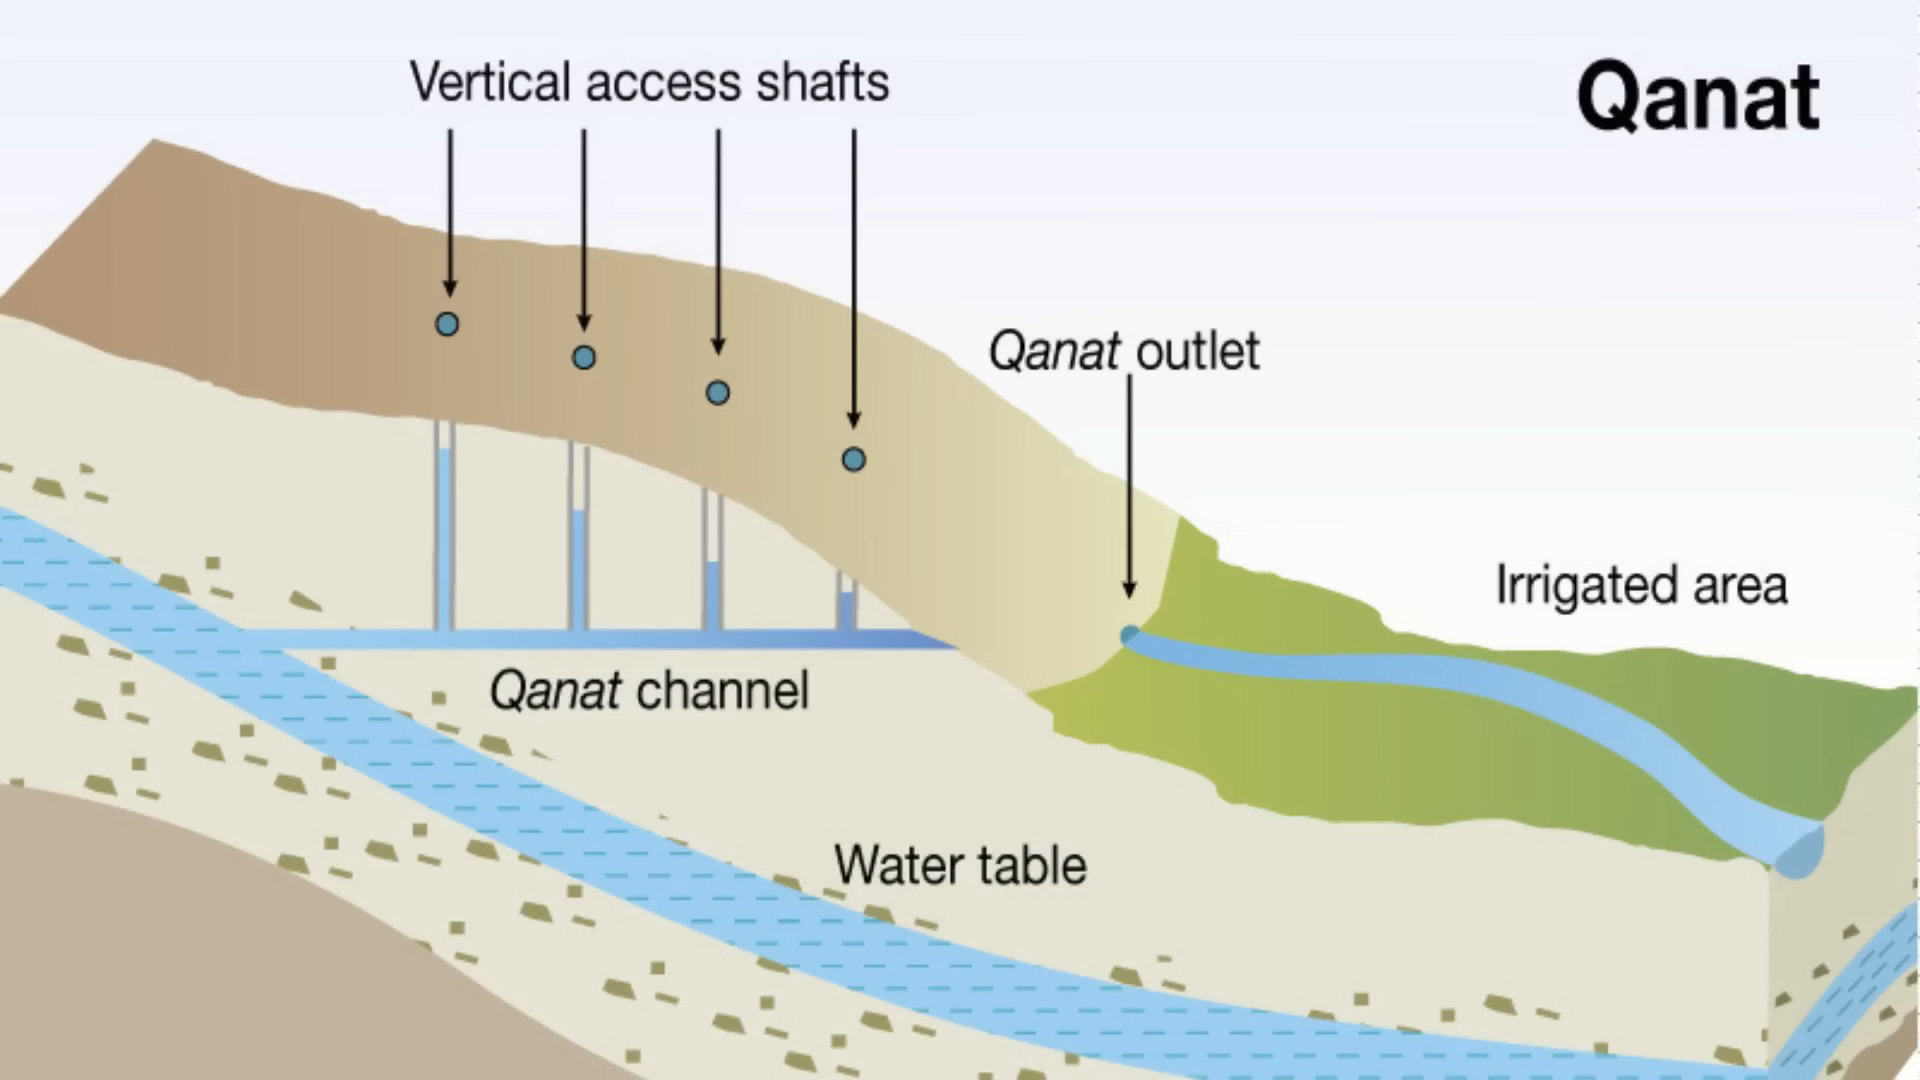 Qanat
Vertical access shafts
Qanat outlet
Irrigated area
Qanat channel
Water table